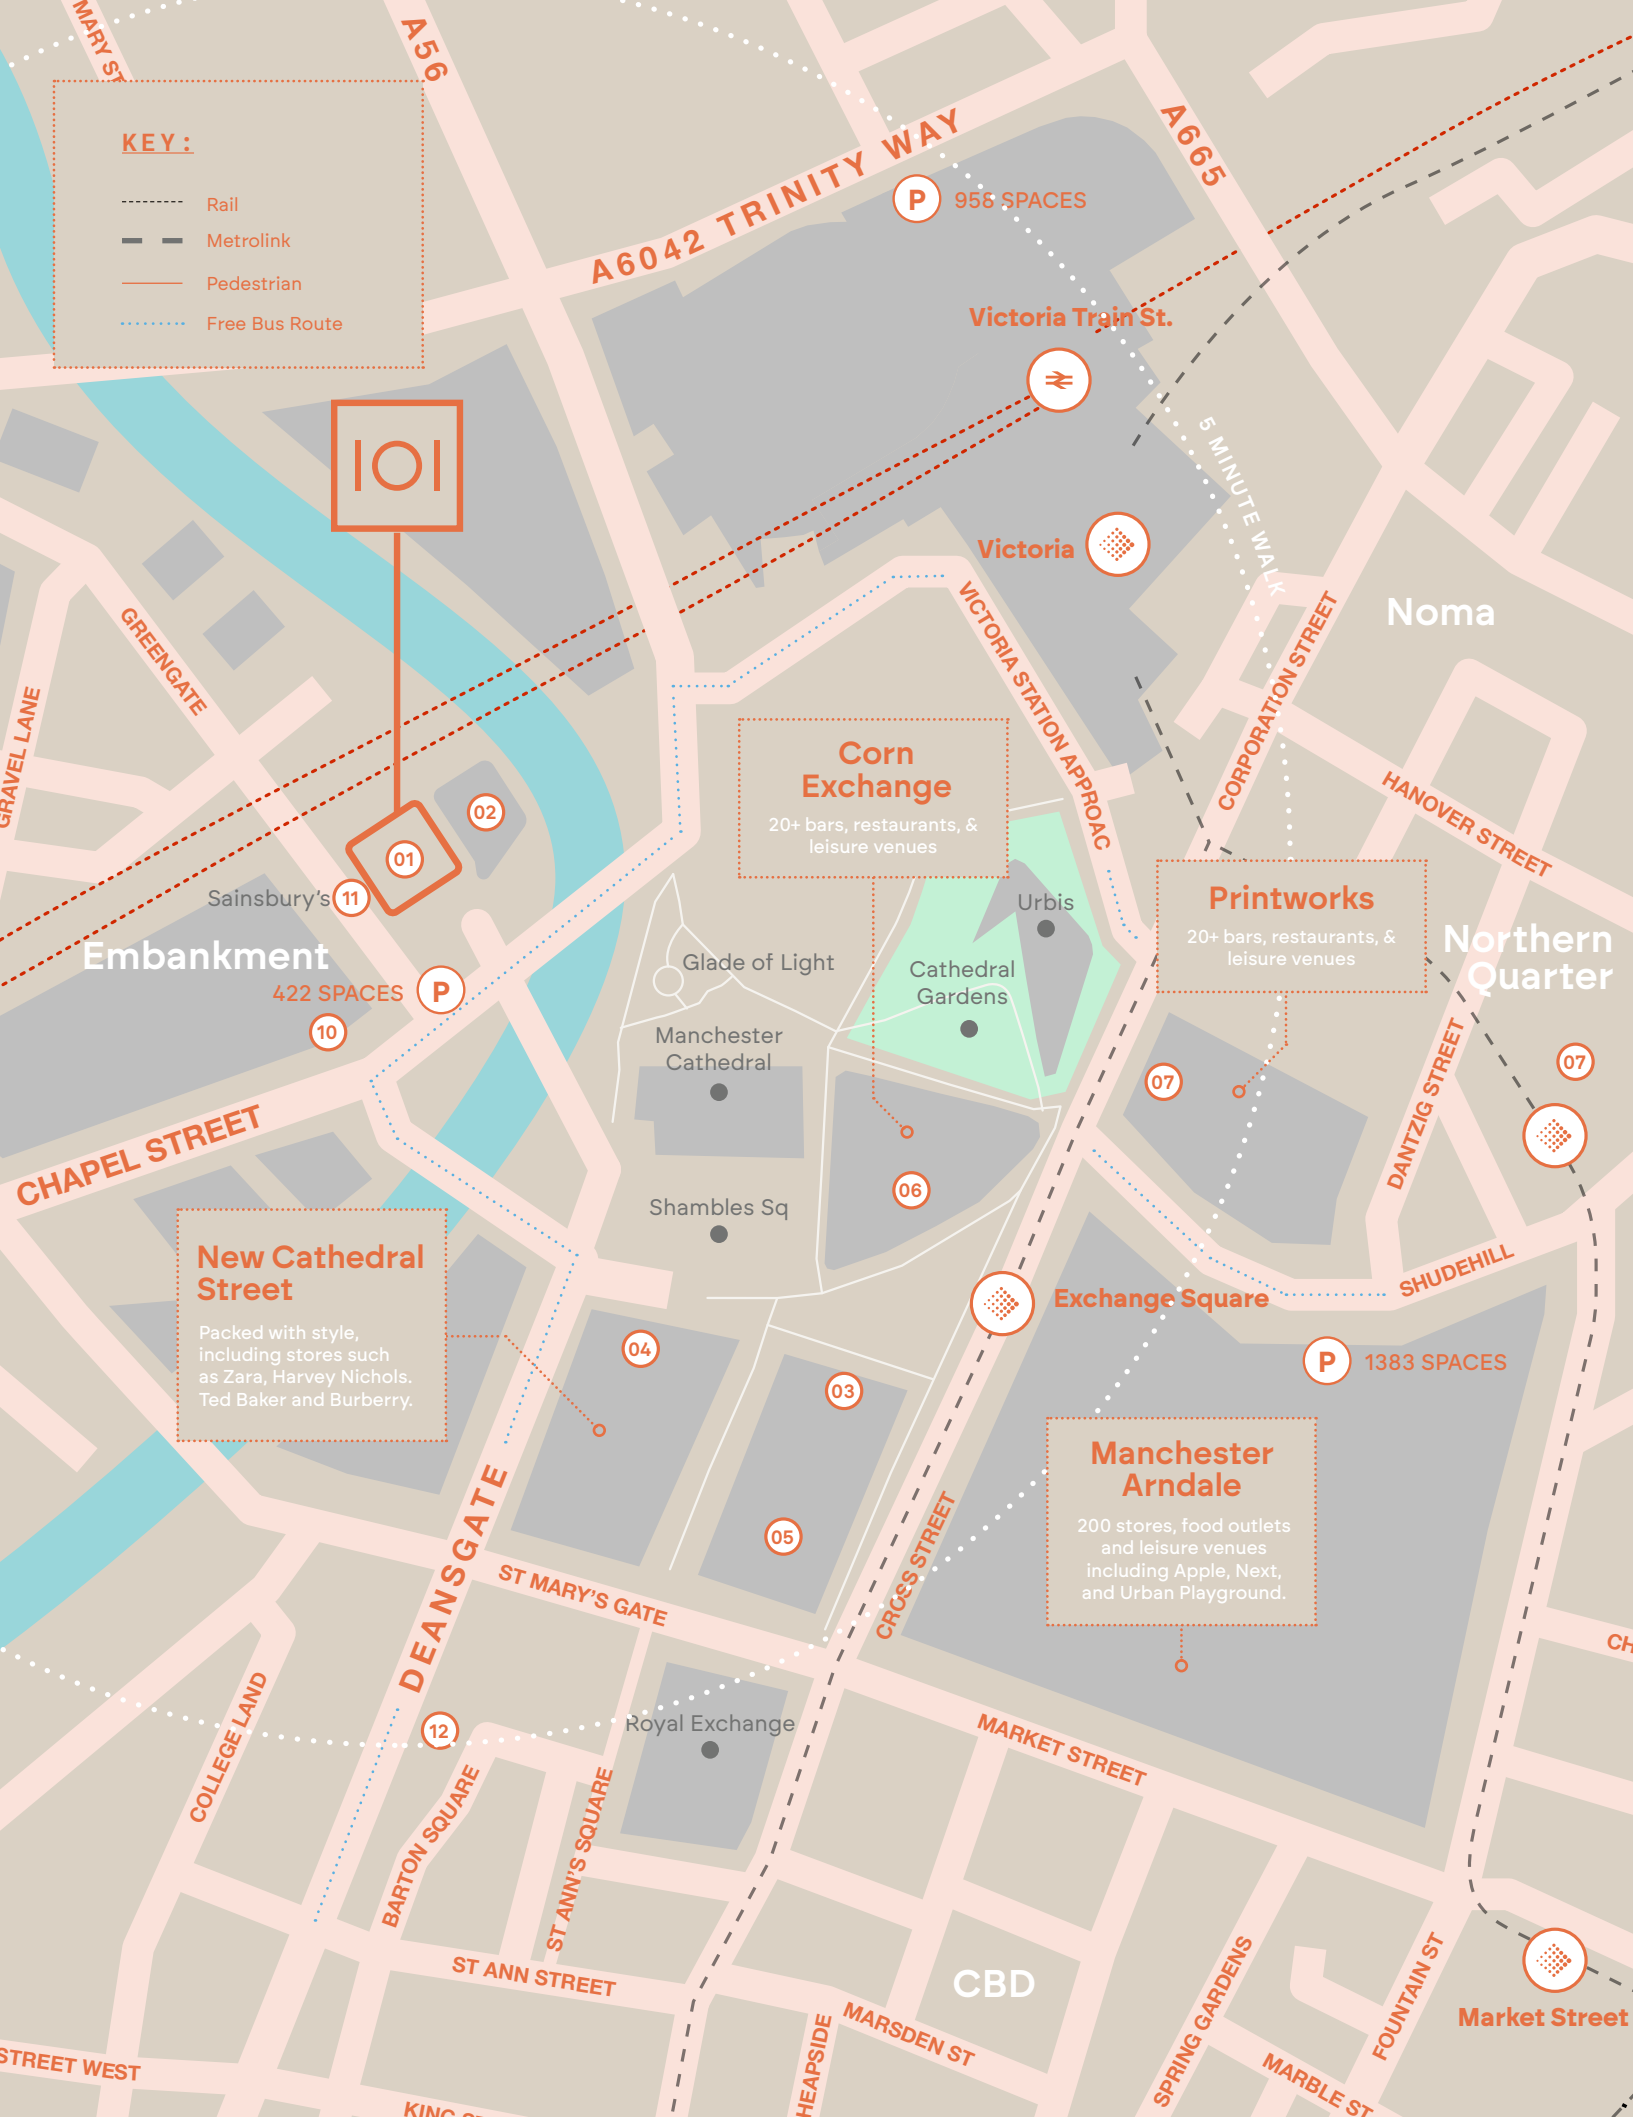 MARY ST
A56
KEY:
Rail
Metrolink
Pedestrian
Free Bus Route
A6042 TRINITY WAY
A665
P
958 SPACES
Victoria Train St.
5 MINUTE WALK
Victoria
Noma
|O|
GREENGATE
GRAVEL LANE
VICTORIA STATION APPROAC
CORPORATION STREET
HANOVER STREET
Corn
Exchange
20+ bars, restaurants, &
leisure venues
02
01
Sainsbury's
11
Embankment
422 SPACES
P
10
Urbis
Glade of Light
Cathedral
Gardens
Printworks
20+ bars, restaurants, &
leisure venues
Northern
Quarter
Manchester
Cathedral
07
07
DANTZIG STREET
CHAPEL STREET
06
Shambles Sq
SHUDEHILL
New Cathedral
Street
Packed with style,
including stores such
as Zara, Harvey Nichols.
Ted Baker and Burberry.
Exchange Square
04
03
P
1383 SPACES
Manchester
Arndale
200 stores, food outlets
and leisure venues
including Apple, Next,
and Urban Playground.
05
DEANSGATE
CROSS STREET
ST MARY'S GATE
CH
COLLEGE LAND
12
Royal Exchange
MARKET STREET
BARTON SQUARE
ST ANN'S SQUARE
ST ANN STREET
CBD
MARSDEN ST
HEAPSIDE
SPRING GARDENS
FOUNTAIN ST
Market Street
MARBLE ST
STREET WEST
KING S